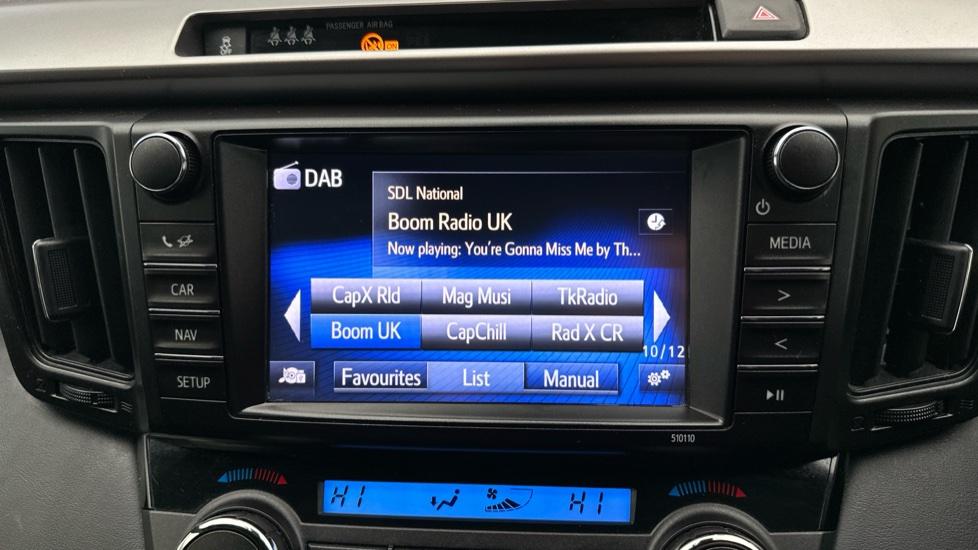 PASSENGER AIR BAG
ON
DAB
SDL National
Boom Radio UK
Now playing: You're Gonna Miss Me by Th...
CapX Rld Mag Musi TkRadio
Boom UK CapChill Rad X CR
10/12
Favourites List Manual
CAR
NAV
SETUP
MEDIA
>
<
510110
HI HI